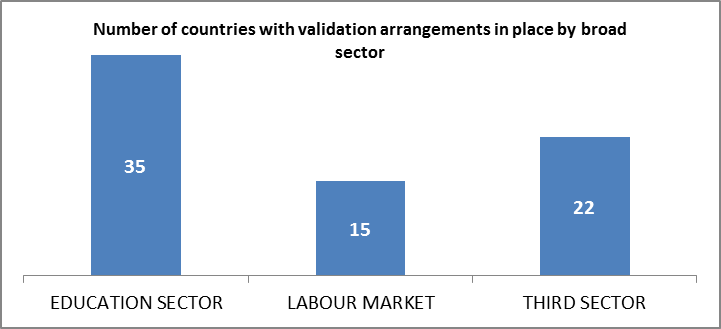 Number of countries with validation arrangements in place by broad
sector
35
15
22
EDUCATION SECTOR
LABOUR MARKET
THIRD SECTOR